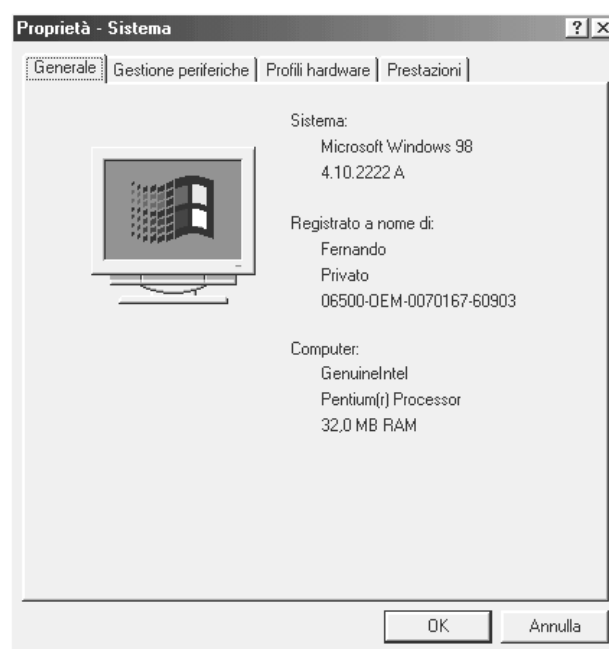 Proprietà - Sistema
Generale Gestione periferiche Profili hardware Prestazioni
Sistema:
Microsoft Windows 98
4.10.2222 A
Registrato a nome di:
Fernando
Privato
06500-OEM-0070167-60903
Computer:
GenuineIntel
Pentium(r) Processor
32,0 MB RAM
OK Annulla